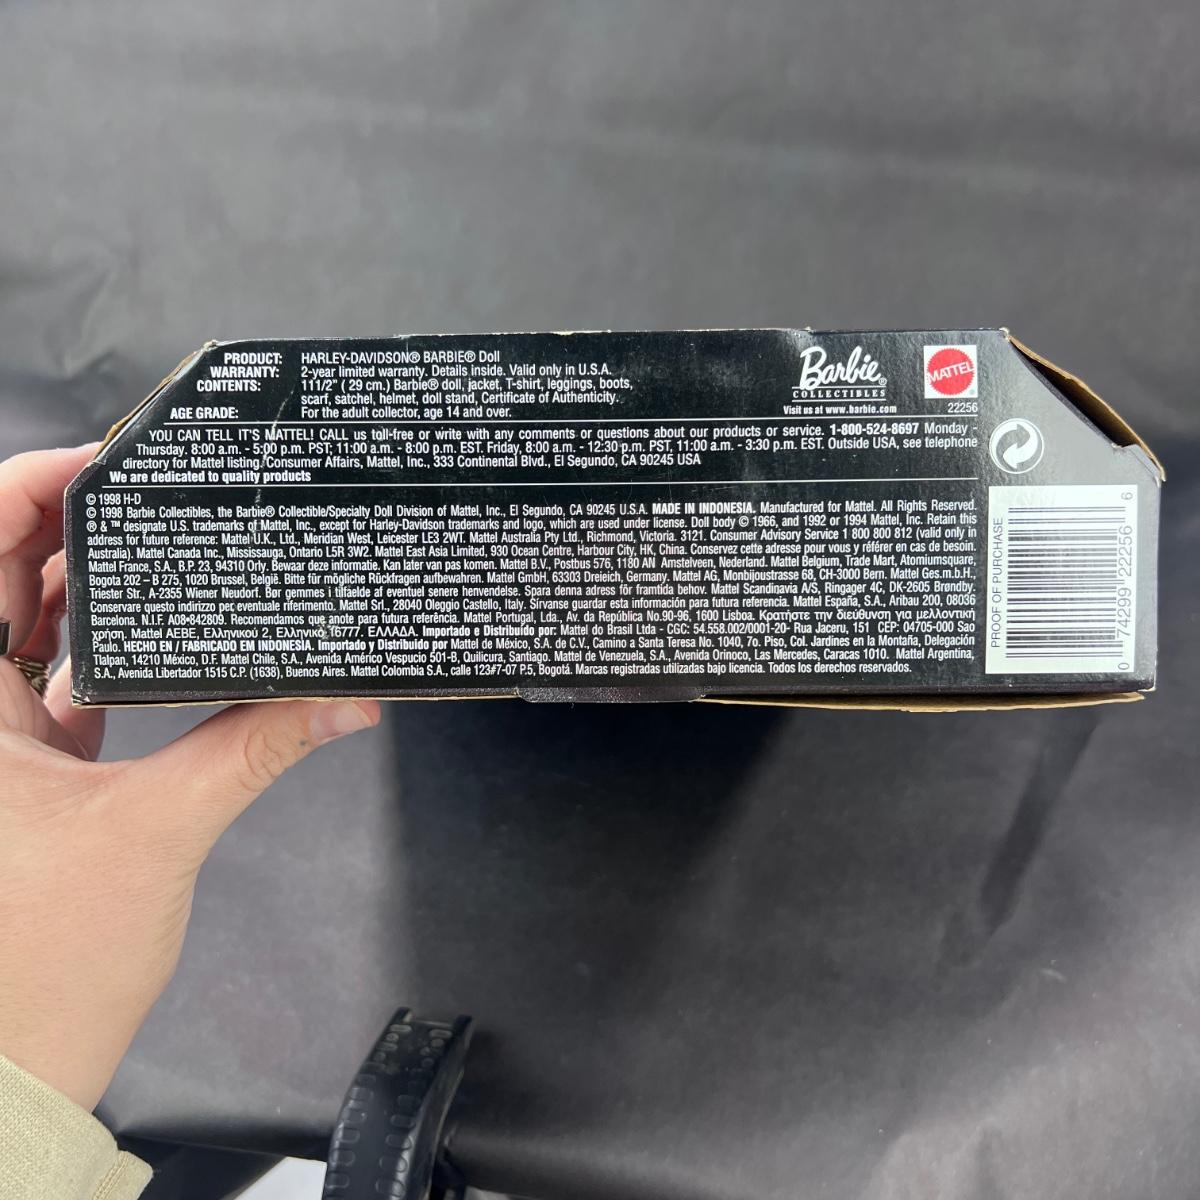 PRODUCT: HARLEY-DAVIDSON® BARBIE® Doll
WARRANTY: 2-year limited warranty. Details inside. Valid only in U.S.A.
CONTENTS: 111/2" ( 29 cm.) Barbie® doll, jacket, T-shirt, leggings, boots,
scarf, satchel, helmet, doll stand, Certificate of Authenticity.
AGE GRADE: For the adult collector, age 14 and over.
Barbie®
COLLECTIBLES
Visit us at www.barbie.com
MATTEL
22256
YOU CAN TELL IT'S MATTEL! CALL us toll-free or write with any comments or questions about our products or service. 1-800-524-8697 Monday -
Thursday. 8:00 a.m. - 5:00 p.m. PST; 11:00 a.m. - 8:00 p.m. EST. Friday, 8:00 a.m. - 12:30 p.m. PST, 11:00 a.m. - 3:30 p.m. EST. Outside USA, see telephone
directory for Mattel listing. Consumer Affairs, Mattel, Inc., 333 Continental Blvd., El Segundo, CA 90245 USA
We are dedicated to quality products
© 1998 H-D
© 1998 Barbie Collectibles, the Barbie® Collectible/Specialty Doll Division of Mattel, Inc., El Segundo, CA 90245 U.S.A. MADE IN INDONESIA. Manufactured for Mattel. All Rights Reserved.
® & ™ designate U.S. trademarks of Mattel, Inc., except for Harley-Davidson trademarks and logo, which are used under license. Doll body © 1966, and 1992 or 1994 Mattel, Inc. Retain this
address for future reference: Mattel U.K., Ltd., Meridian West, Leicester LE3 2WT. Mattel Australia Pty Ltd., Richmond, Victoria. 3121. Consumer Advisory Service 1 800 800 812 (valid only in
Australia). Mattel Canada Inc., Mississauga, Ontario L5R 3W2. Mattel East Asia Limited, 930 Ocean Centre, Harbour City, HK, China. Conservez cette adresse pour vous y référer en cas de besoin.
Mattel France, S.A., B.P. 23, 94310 Orly. Bewaar deze informatie. Kan later van pas komen. Mattel B.V., Postbus 576, 1180 AN Amstelveen, Nederland. Mattel Belgium, Trade Mart, Atomiumsquare,
Bogota 202 – B 275, 1020 Brussel, België. Bitte für mögliche Rückfragen aufbewahren. Mattel GmbH, 63303 Dreieich, Germany. Mattel AG, Monbijoustrasse 68, CH-3000 Bern. Mattel Ges.m.b.H.,
Triester Str., A-2355 Wiener Neudorf. Bør gemmes i tilfælde af eventuel senere henvendelse. Spara denna adress för framtida behov. Mattel Scandinavia A/S, Ringager 4C, DK-2605 Brøndby.
Conservare questo indirizzo per eventuale riferimento. Mattel Srl., 28040 Oleggio Castello, Italy. Sírvanse guardar esta información para futura referencia. Mattel España, S.A., Aribau 200, 08036
Barcelona. N.I.F. A08-842809. Recomendamos que anote para futura referência. Mattel Portugal, Lda., Av. da República No.90-96, 1600 Lisboa. Κρατήστε την διεύθυνση για μελλοντική
χρήση. Mattel AEBE, Ελληνικού 2, Ελληνικό 16777. ΕΛΛΑΔΑ. Importado e Distribuido por: Mattel do Brasil Ltda - CGC: 54.558.002/0001-20- Rua Jaceru, 151 CEP: 04705-000 Sao
Paulo. HECHO EN / FABRICADO EM INDONESIA. Importado y Distribuido por Mattel de México, S.A. de C.V., Camino a Santa Teresa No. 1040, 7o. Piso, Col. Jardines en la Montaña, Delegación
Tlalpan, 14210 México, D.F. Mattel Chile, S.A., Avenida Américo Vespucio 501-B, Quilicura, Santiago. Mattel de Venezuela, S.A., Avenida Orinoco, Las Mercedes, Caracas 1010. Mattel Argentina,
S.A., Avenida Libertador 1515 C.P. (1638), Buenos Aires. Mattel Colombia S.A., calle 123#7-07 P.5, Bogotá. Marcas registradas utilizadas bajo licencia. Todos los derechos reservados.
PROOF OF PURCHASE
0 74299 22256 6